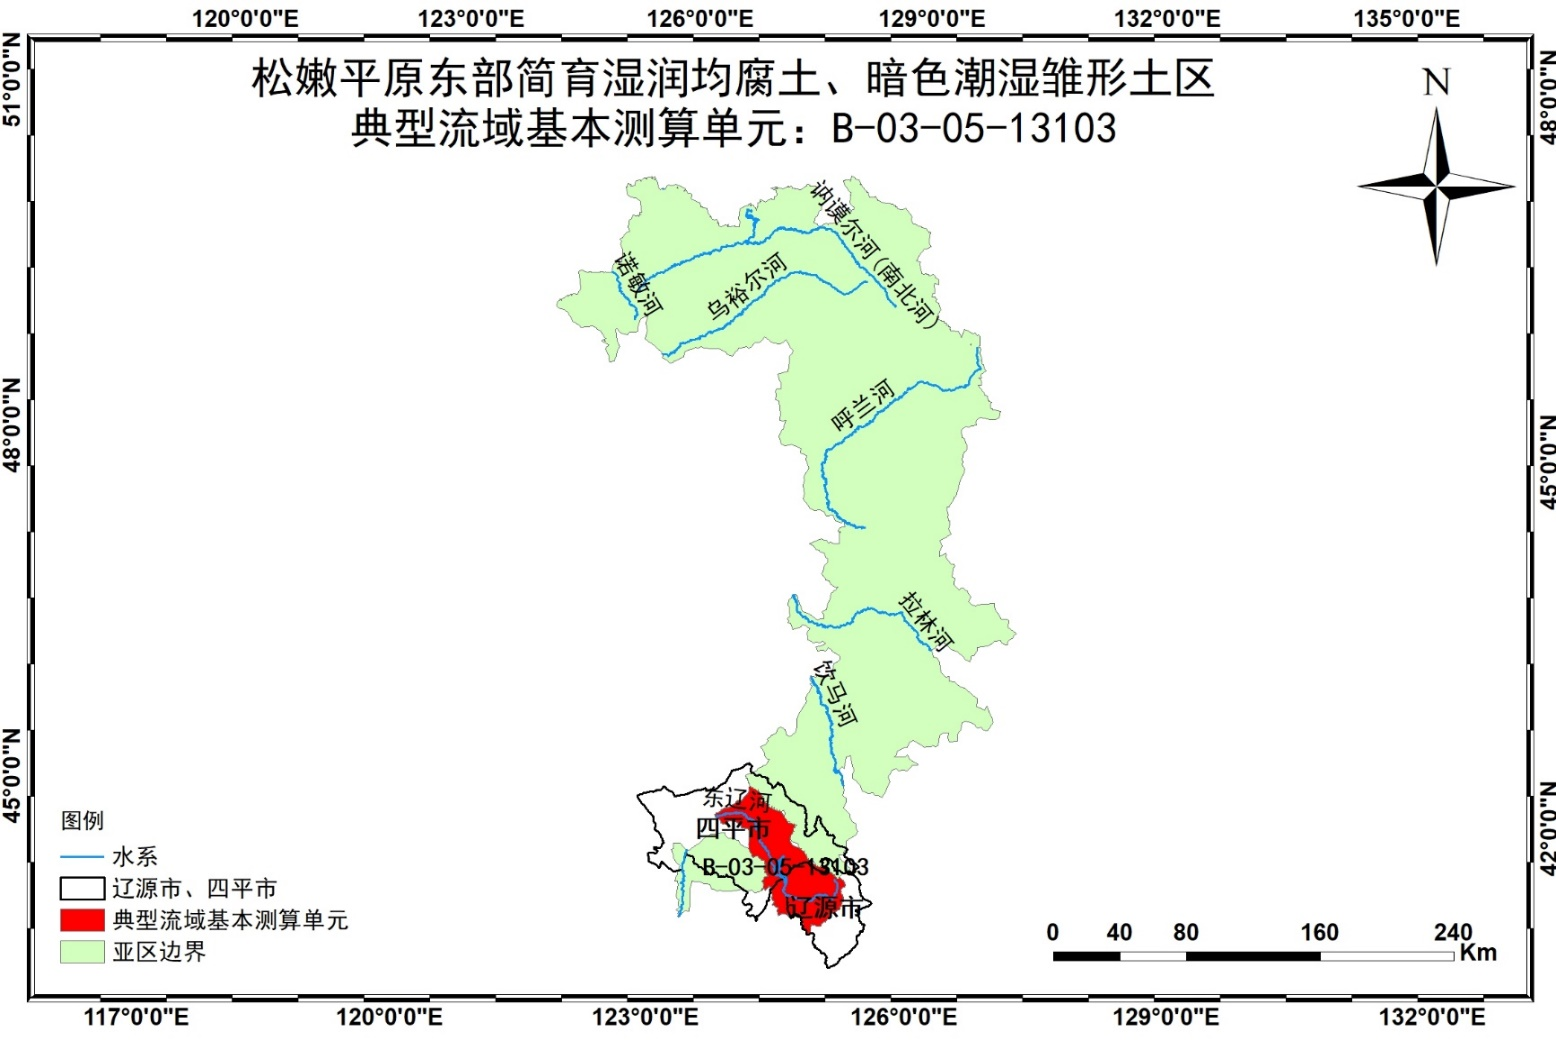 120°0'0"E
123°0'0"E
126°0'0"E
129°0'0"E
132°0'0"E
135°0'0"E
51°0'0"N
48°0'0"N
45°0'0"N
48°0'0"N
45°0'0"N
42°0'0"N
松嫩平原东部简育湿润均腐土、暗色潮湿雏形土区
典型流域基本测算单元：B-03-05-13103
N
讷谟尔河(南北河)
诺敏河
乌裕尔河
呼兰河
拉林河
饮马河
东辽河
四平市
B-03-05-13103
辽源市
图例
水系
辽源市、四平市
典型流域基本测算单元
亚区边界
0 40 80 160 240
Km
117°0'0"E
120°0'0"E
123°0'0"E
126°0'0"E
129°0'0"E
132°0'0"E